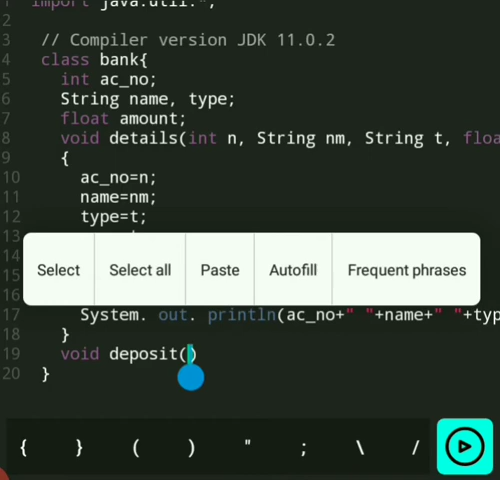 1 import java.util.*;
2
3 // Compiler version JDK 11.0.2
4 class bank{
5 int ac_no;
6 String name, type;
7 float amount;
8 void details(int n, String nm, String t, floa
9 {
10 ac_no=n;
11 name=nm;
12 type=t;
13
14
15
16
Select Select all Paste Autofill Frequent phrases
17 System. out. println(ac_no+" "+name+" "+typ
18 }
19 void deposit()
20 }
{ } ( ) " ; \ /